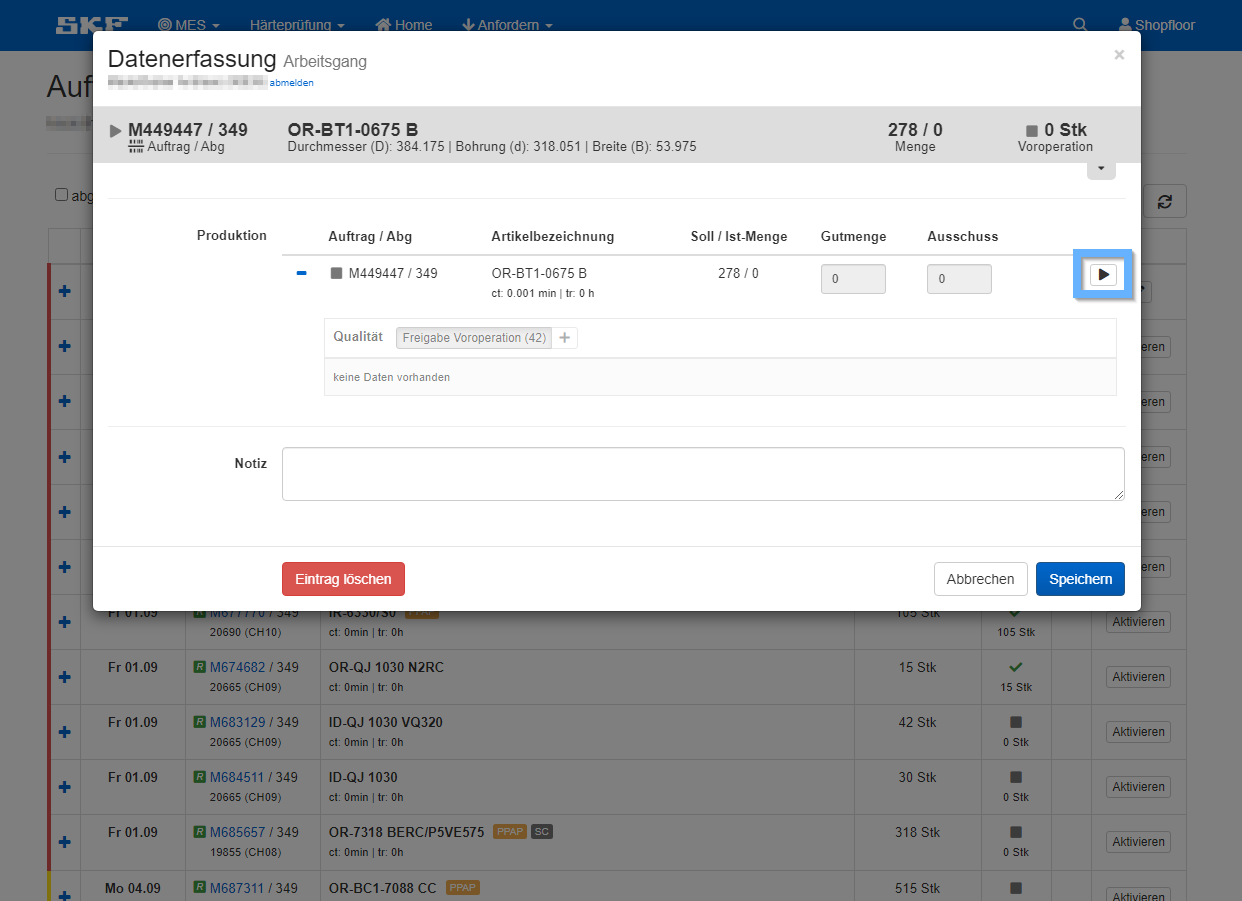 SKF MES Härteprüfung Home Anfordern Shopfloor
Auf
Datenerfassung Arbeitsgang ×
abmelden
M449447 / 349 OR-BT1-0675 B 278 / 0 0 Stk
Auftrag / Abg Durchmesser (D): 384.175 | Bohrung (d): 318.051 | Breite (B): 53.975 Menge Voroperation
abg
Produktion Auftrag / Abg Artikelbezeichnung Soll / Ist-Menge Gutmenge Ausschuss
M449447 / 349 OR-BT1-0675 B 278 / 0 0 0
ct: 0.001 min | tr: 0 h
Qualität Freigabe Voroperation (42) +
keine Daten vorhanden
Notiz
Eintrag löschen Abbrechen Speichern
eren
eren
eren
eren
eren
Fr 01.09 349 105 Stk
20690 (CH10) ct: 0min | tr: 0h 105 Stk Aktivieren
Fr 01.09 R M674682 / 349 OR-QJ 1030 N2RC 15 Stk
20665 (CH09) ct: 0min | tr: 0h 15 Stk Aktivieren
Fr 01.09 R M683129 / 349 ID-QJ 1030 VQ320 42 Stk
20665 (CH09) ct: 0min | tr: 0h 0 Stk Aktivieren
Fr 01.09 R M684511 / 349 ID-QJ 1030 30 Stk
20665 (CH09) ct: 0min | tr: 0h 0 Stk Aktivieren
Fr 01.09 R M685657 / 349 OR-7318 BERC/P5VE575 PPAP SC 318 Stk
19855 (CH08) ct: 0min | tr: 0h 0 Stk Aktivieren
Mo 04.09 R M687311 / 349 OR-BC1-7088 CC PPAP 515 Stk
Aktivieren